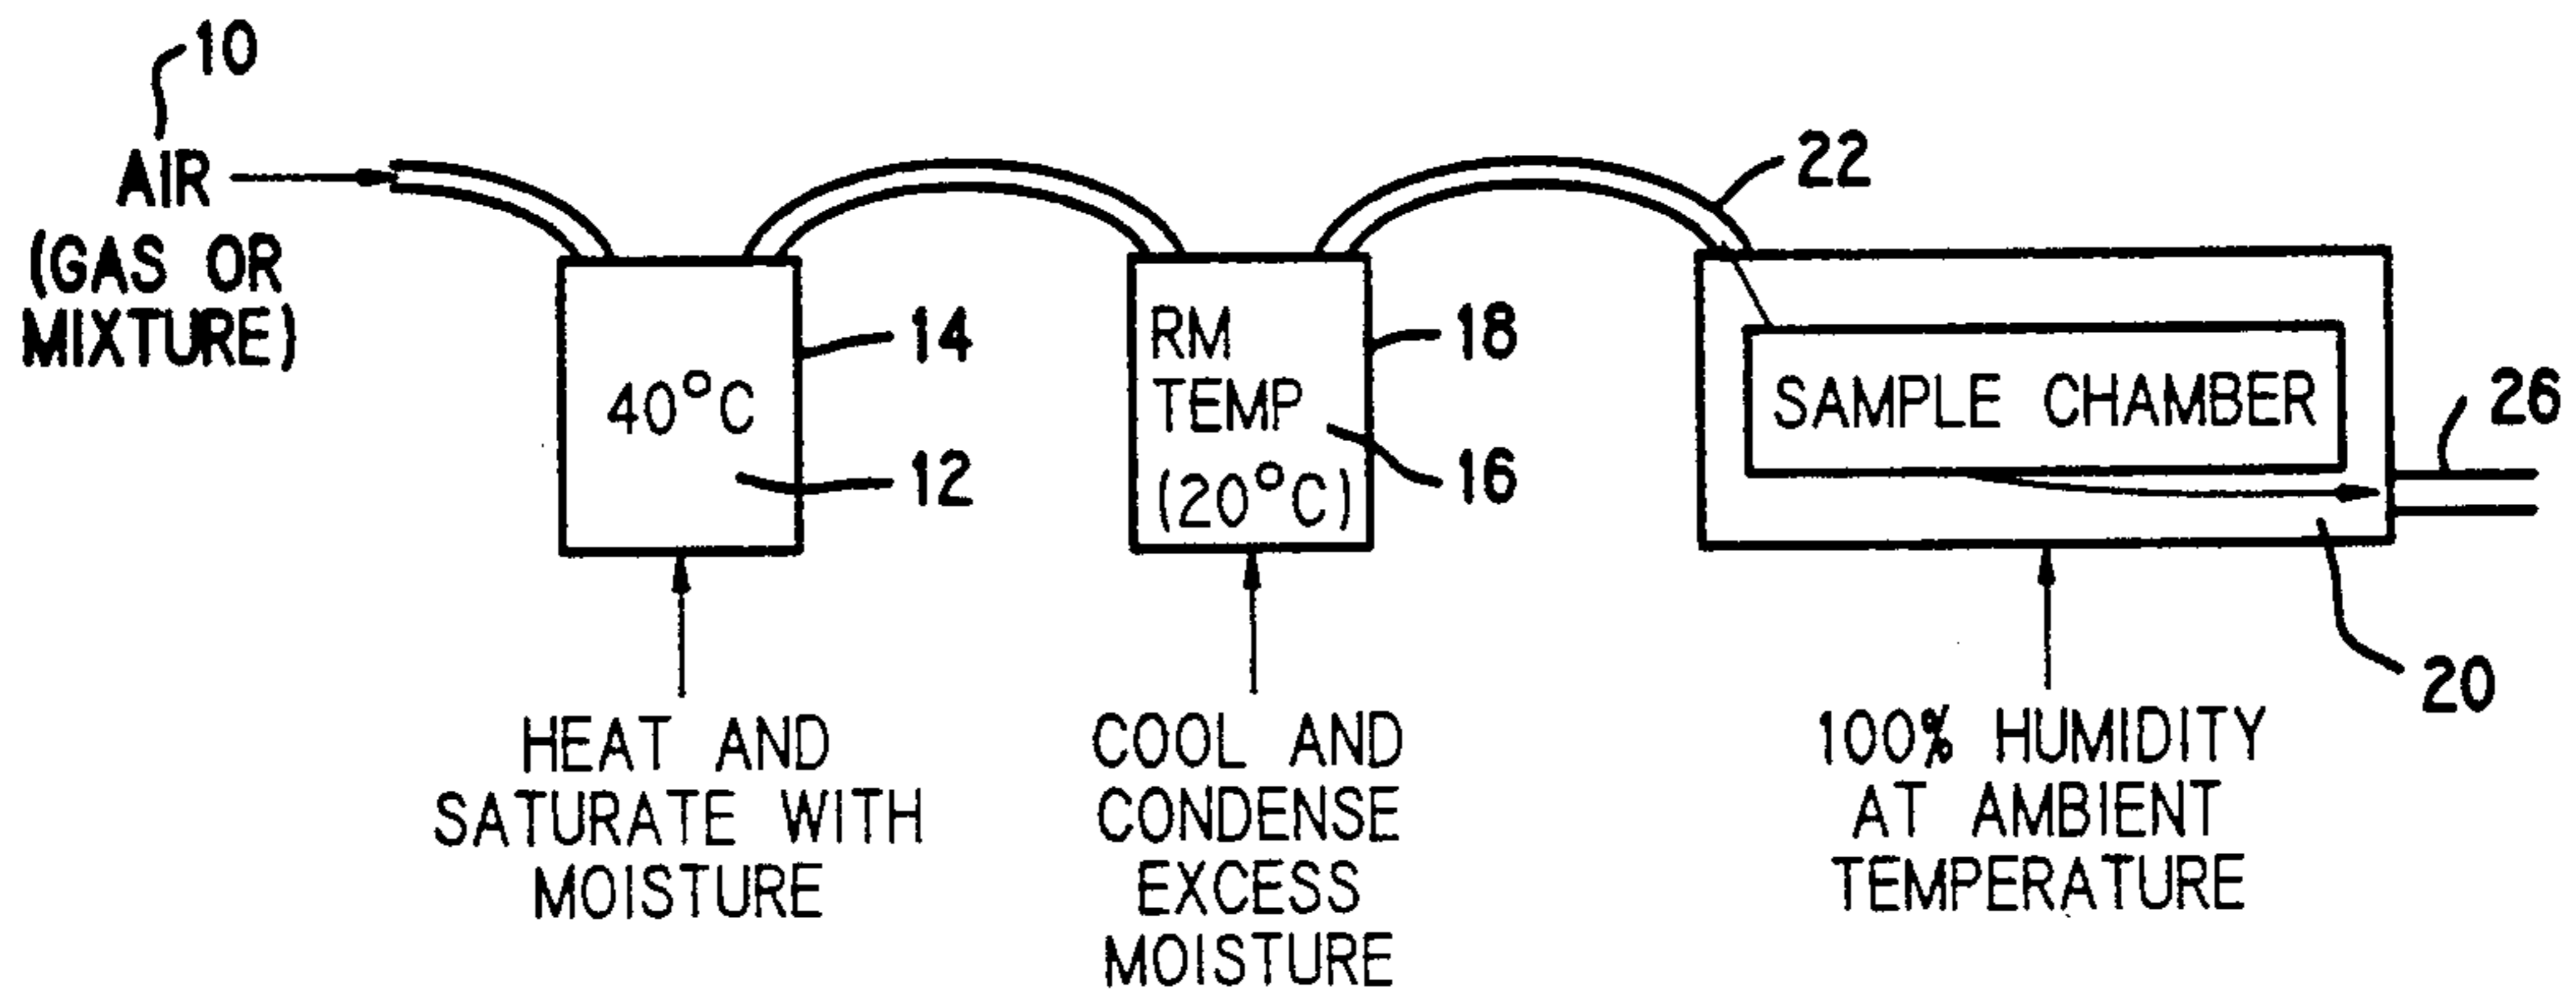 10
AIR
(GAS OR
MIXTURE)
22
14
40°C
12
RM
TEMP
(20°C)
18
16
SAMPLE CHAMBER
26
20
HEAT AND
SATURATE WITH
MOISTURE
COOL AND
CONDENSE
EXCESS
MOISTURE
100% HUMIDITY
AT AMBIENT
TEMPERATURE